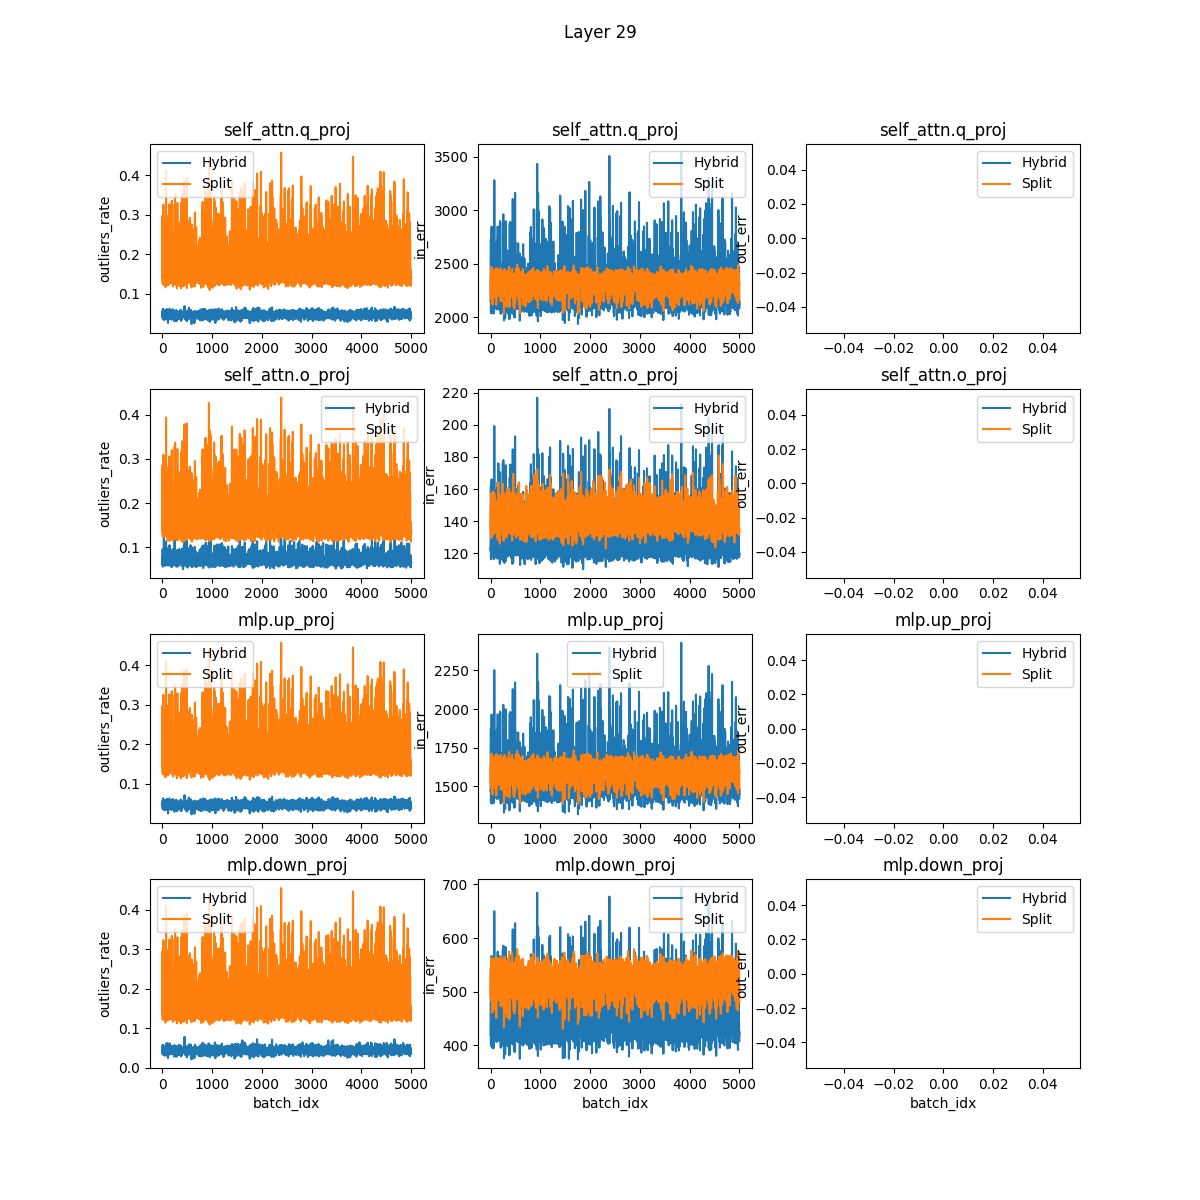 Layer 29
self_attn.q_proj self_attn.q_proj self_attn.q_proj
outliers_rate
0.4
0.3
0.2
0.1
0 1000 2000 3000 4000 5000
Hybrid
Split
in_err
3500
3000
2500
2000
0 1000 2000 3000 4000 5000
Hybrid
Split
out_err
0.04
0.02
0.00
−0.02
−0.04
−0.04 −0.02 0.00 0.02 0.04
Hybrid
Split
self_attn.o_proj self_attn.o_proj self_attn.o_proj
outliers_rate
0.4
0.3
0.2
0.1
0 1000 2000 3000 4000 5000
Hybrid
Split
in_err
220
200
180
160
140
120
0 1000 2000 3000 4000 5000
Hybrid
Split
out_err
0.04
0.02
0.00
−0.02
−0.04
−0.04 −0.02 0.00 0.02 0.04
Hybrid
Split
mlp.up_proj mlp.up_proj mlp.up_proj
outliers_rate
0.4
0.3
0.2
0.1
0 1000 2000 3000 4000 5000
Hybrid
Split
in_err
2250
2000
1750
1500
0 1000 2000 3000 4000 5000
Hybrid
Split
out_err
0.04
0.02
0.00
−0.02
−0.04
−0.04 −0.02 0.00 0.02 0.04
Hybrid
Split
mlp.down_proj mlp.down_proj mlp.down_proj
outliers_rate
0.4
0.3
0.2
0.1
0.0
0 1000 2000 3000 4000 5000
batch_idx
Hybrid
Split
in_err
700
600
500
400
0 1000 2000 3000 4000 5000
batch_idx
Hybrid
Split
out_err
0.04
0.02
0.00
−0.02
−0.04
−0.04 −0.02 0.00 0.02 0.04
batch_idx
Hybrid
Split